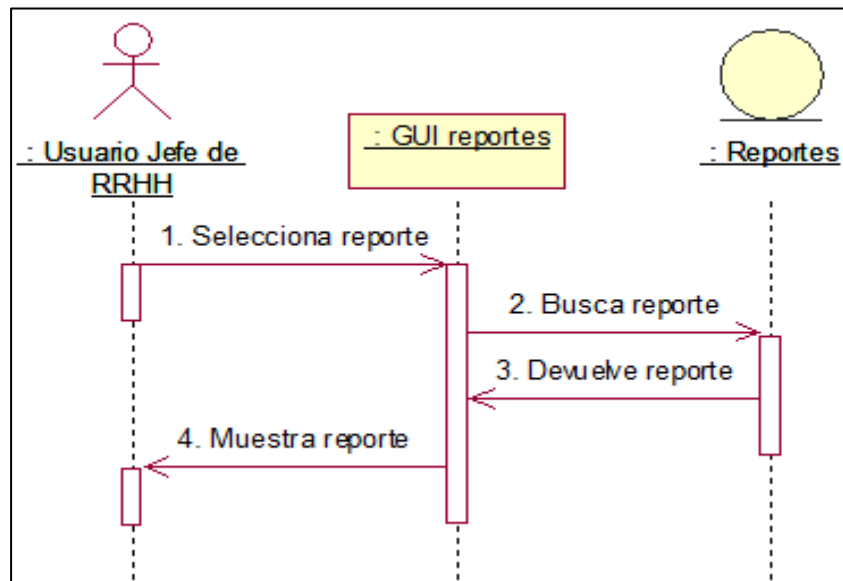 : Usuario Jefe de
RRHH
: GUI reportes
: Reportes
1. Selecciona reporte
2. Busca reporte
3. Devuelve reporte
4. Muestra reporte